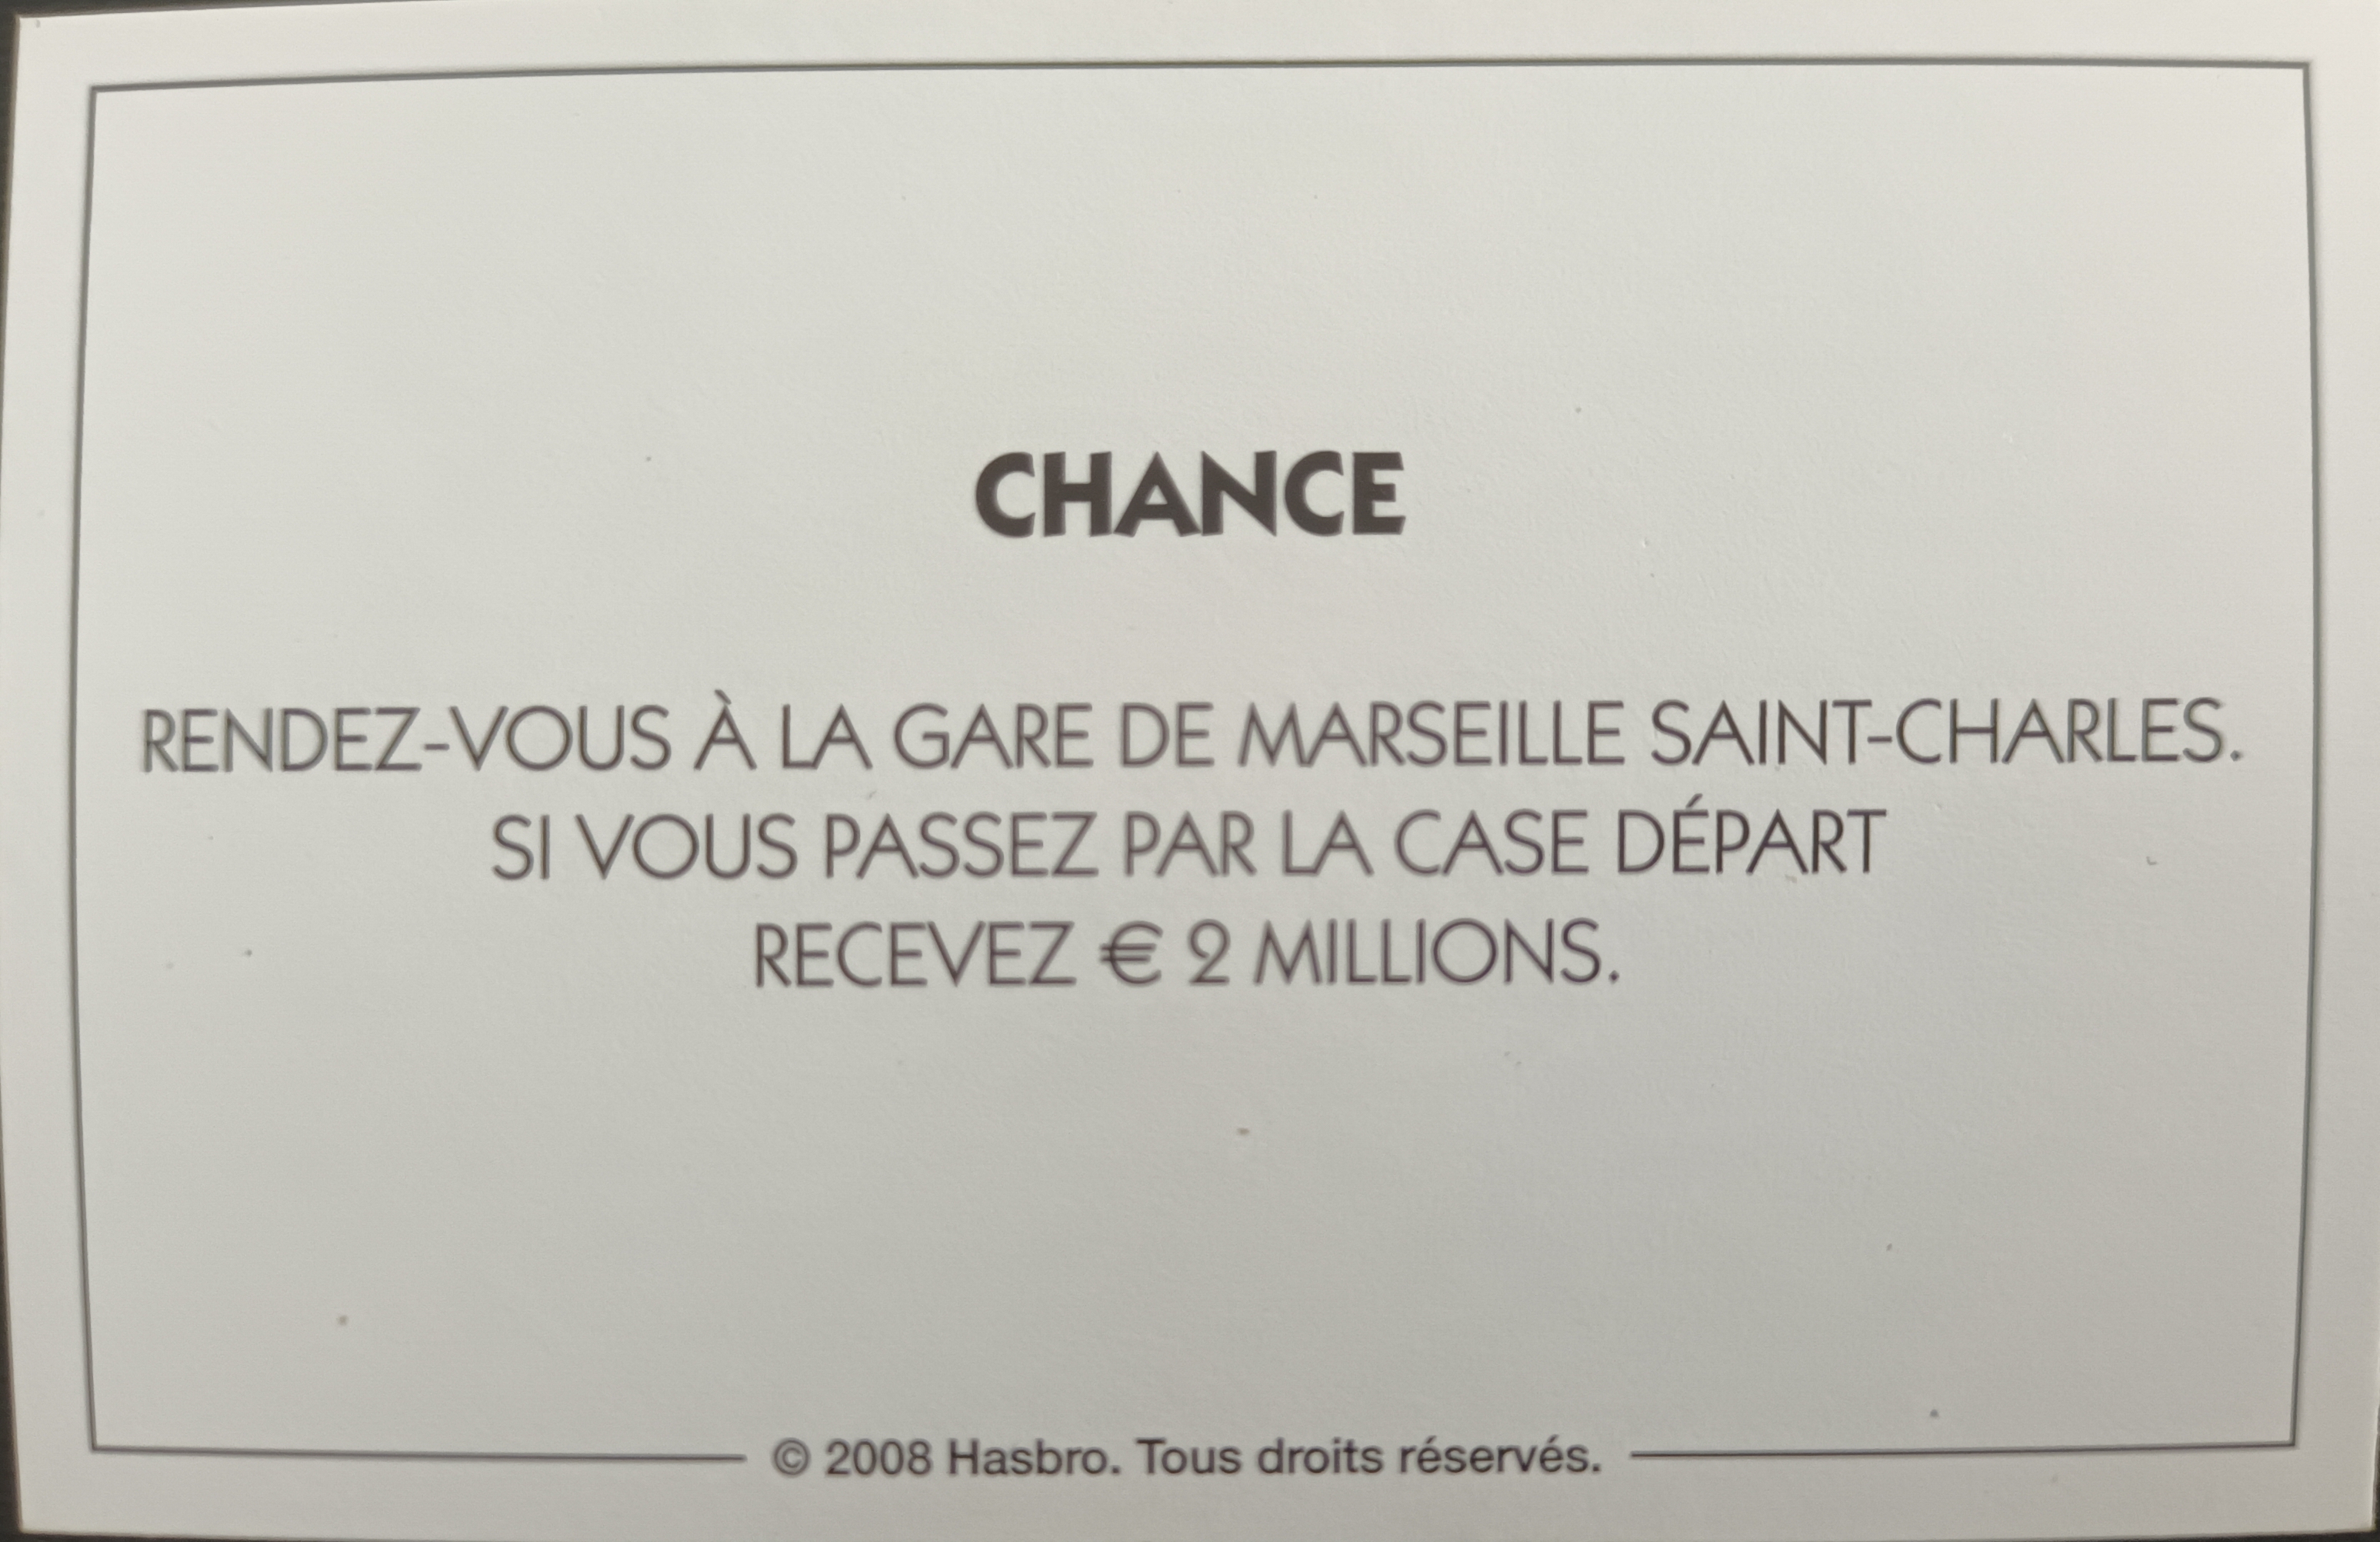 CHANCE
RENDEZ-VOUS À LA GARE DE MARSEILLE SAINT-CHARLES.
SI VOUS PASSEZ PAR LA CASE DÉPART
RECEVEZ € 2 MILLIONS.
© 2008 Hasbro. Tous droits réservés.